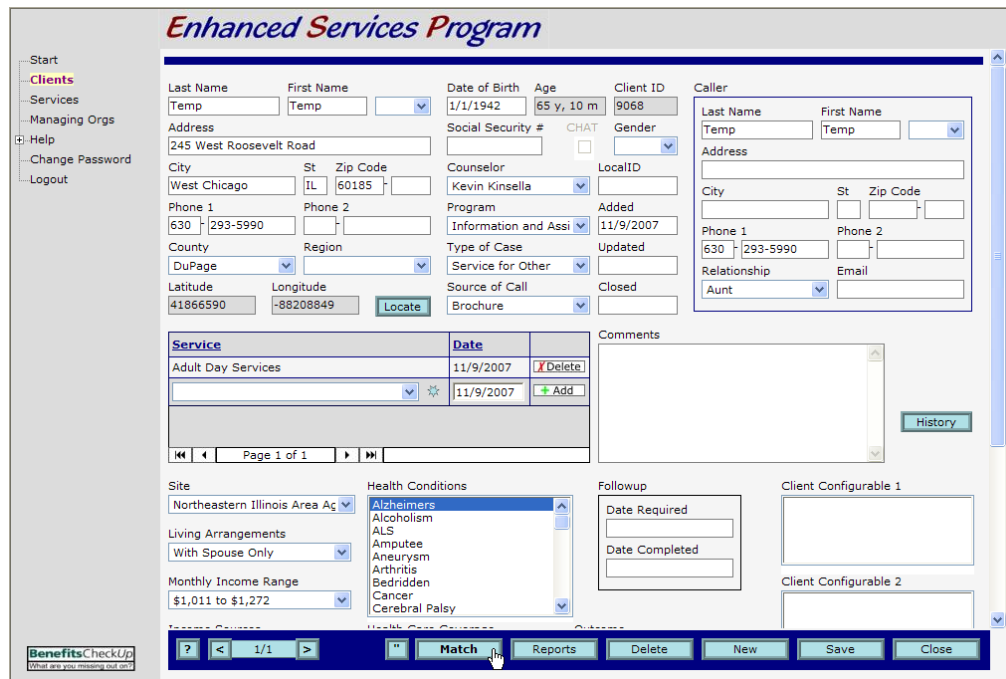 Enhanced Services Program
Start
Clients
Services
Managing Orgs
Help
Change Password
Logout
BenefitsCheckUp
What are you missing out on?
Last Name First Name Date of Birth Age Client ID
Temp Temp 1/1/1942 65 y, 10 m 9068
Address Social Security # CHAT Gender
245 West Roosevelt Road
City St Zip Code Counselor LocalID
West Chicago IL 60185 - Kevin Kinsella
Phone 1 Phone 2 Program Added
630 - 293-5990 - Information and Assi 11/9/2007
County Region Type of Case Updated
DuPage Service for Other
Latitude Longitude Source of Call Closed
41866590 -88208849 Locate Brochure
Caller
Last Name First Name
Temp Temp
Address
City St Zip Code
-
Phone 1 Phone 2
630 - 293-5990 -
Relationship Email
Aunt
Service Date
Adult Day Services 11/9/2007 X Delete
11/9/2007 + Add
Page 1 of 1
Comments
History
Site
Northeastern Illinois Area Ag
Living Arrangements
With Spouse Only
Monthly Income Range
$1,011 to $1,272
Income Sources
Health Conditions
Alzheimers
Alcoholism
ALS
Amputee
Aneurysm
Arthritis
Bedridden
Cancer
Cerebral Palsy
Health Care Coverage
Followup
Date Required
Date Completed
Outcome
Client Configurable 1
Client Configurable 2
? < 1/1 > " Match Reports Delete New Save Close